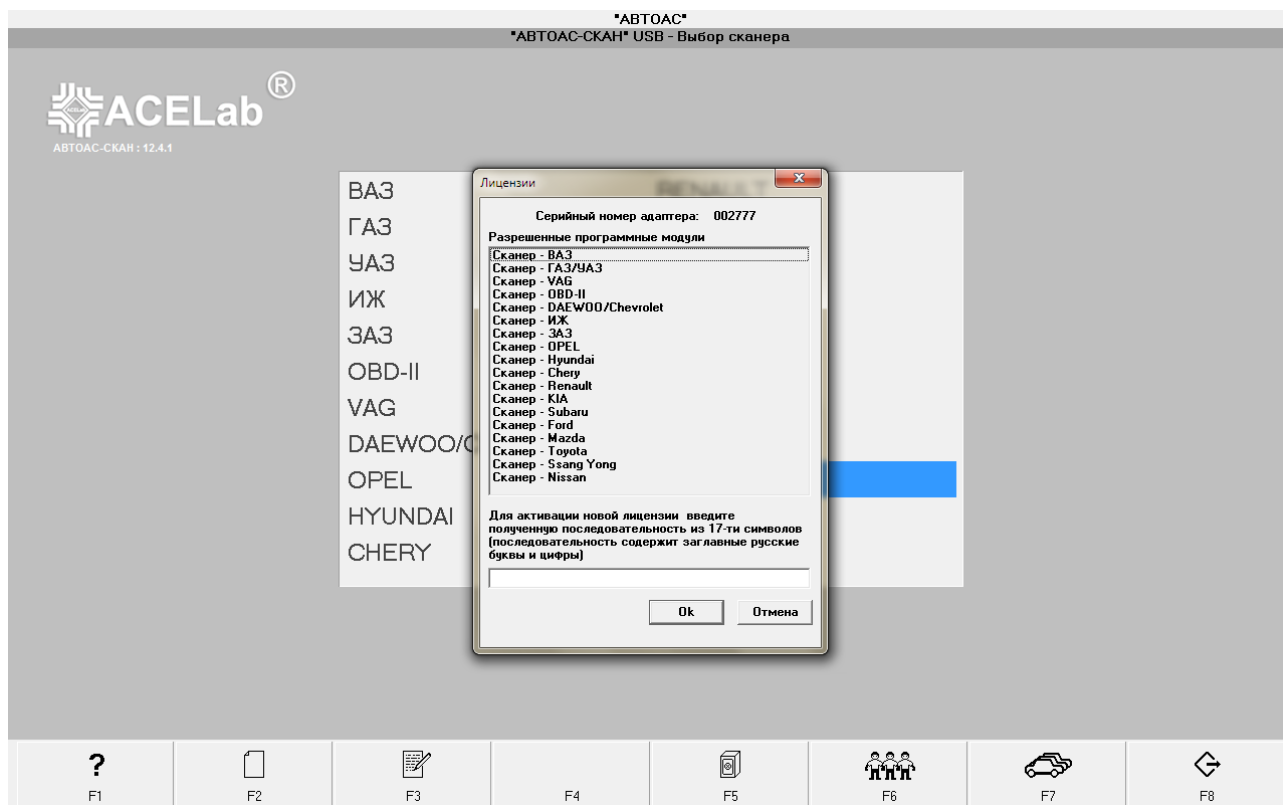 "АВТОАС"
"АВТОАС-СКАН" USB - Выбор сканера
ACELab®
АВТОАС-СКАН : 12.4.1
ВАЗ
ГАЗ
УАЗ
ИЖ
ЗАЗ
OBD-II
VAG
DAEWOO/C
OPEL
HYUNDAI
CHERY
RENAULT
Лицензии
Серийный номер адаптера: 002777
Разрешенные программные модули
Сканер - ВАЗ
Сканер - ГАЗ/УАЗ
Сканер - VAG
Сканер - OBD-II
Сканер - DAEWOO/Chevrolet
Сканер - ИЖ
Сканер - ЗАЗ
Сканер - OPEL
Сканер - Hyundai
Сканер - Chery
Сканер - Renault
Сканер - KIA
Сканер - Subaru
Сканер - Ford
Сканер - Mazda
Сканер - Toyota
Сканер - Ssang Yong
Сканер - Nissan
Для активации новой лицензии введите
полученную последовательность из 17-ти символов
(последовательность содержит заглавные русские
буквы и цифры)
Ok
Отмена
?
F1
F2
F3
F4
F5
F6
F7
F8